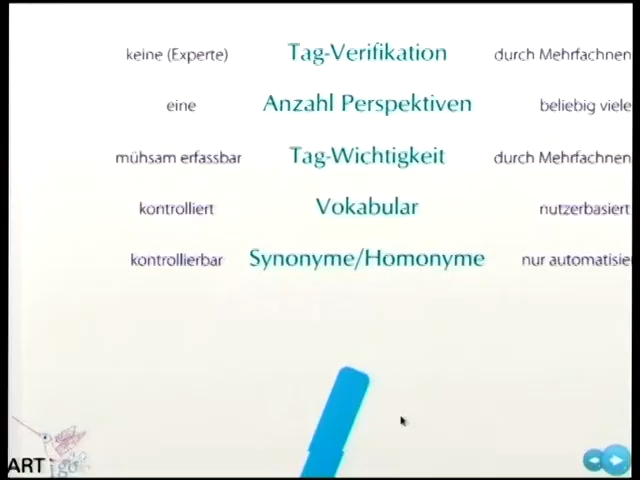 keine (Experte) Tag-Verifikation durch Mehrfachnen
eine Anzahl Perspektiven beliebig viele
mühsam erfassbar Tag-Wichtigkeit durch Mehrfachnen
kontrolliert Vokabular nutzerbasiert
kontrollierbar Synonyme/Homonyme nur automatisie
ART